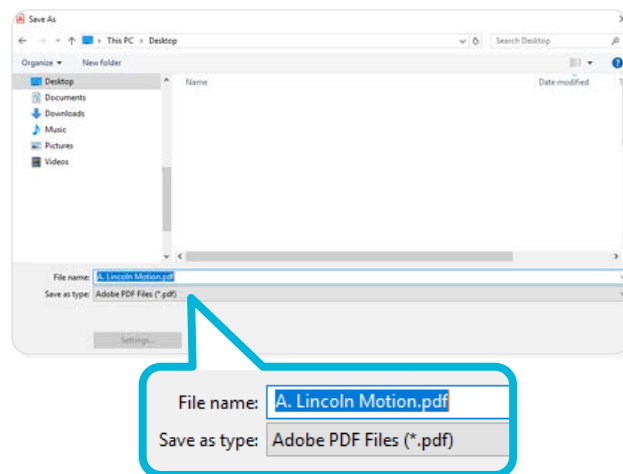 Save As
This PC > Desktop
Search Desktop
Organize
New folder
Desktop
Name
Date modified
Documents
Downloads
Music
Pictures
Videos
File name: A. Lincoln Motion.pdf
Save as type: Adobe PDF Files (*.pdf)
Settings...
File name: A. Lincoln Motion.pdf
Save as type: Adobe PDF Files (*.pdf)